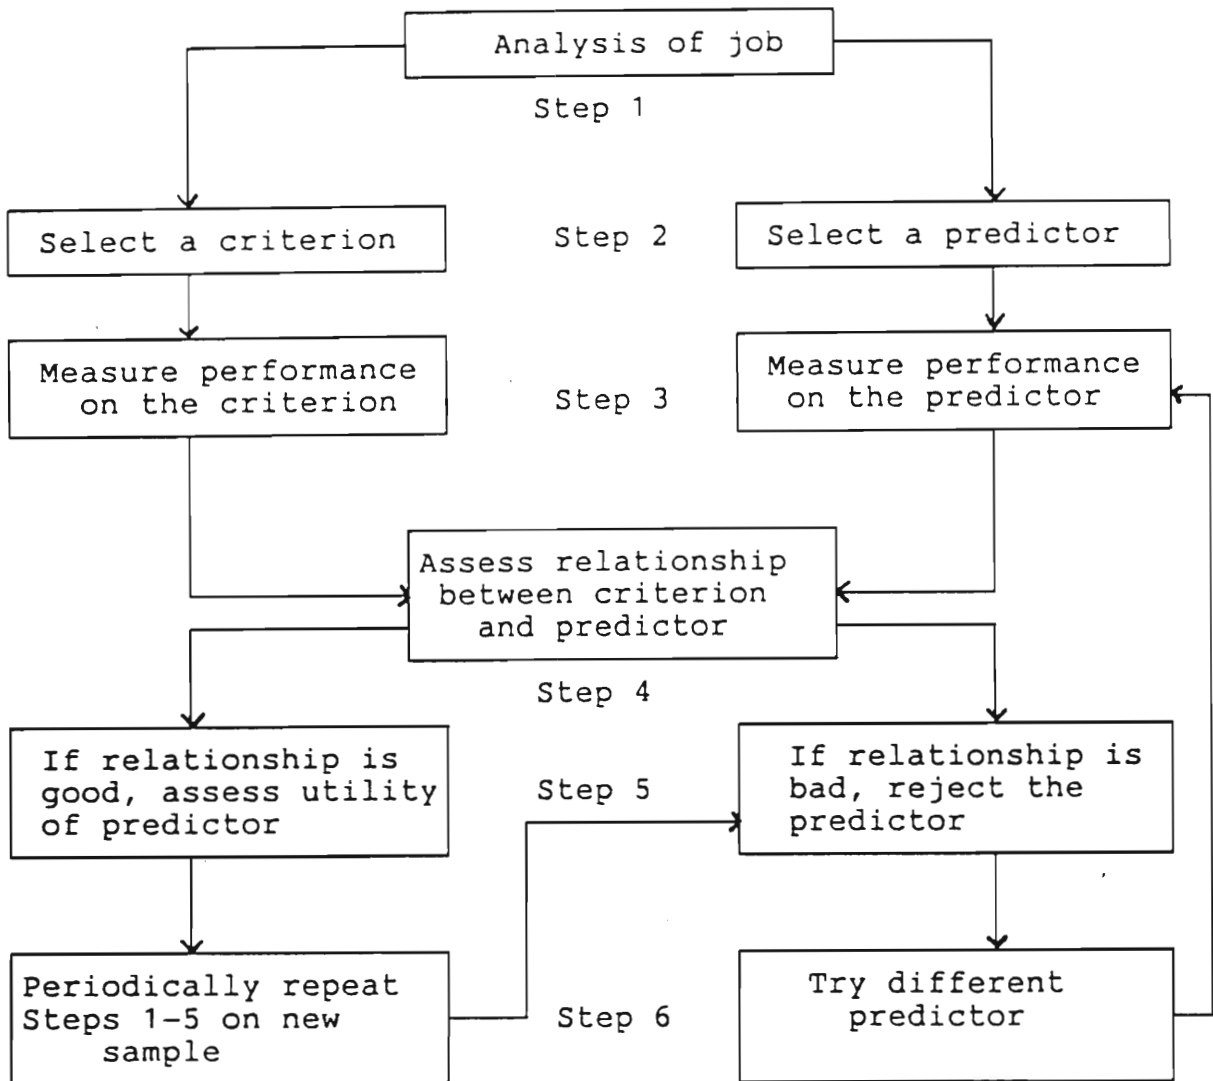 Analysis of job
Step 1
Select a criterion
Step 2
Select a predictor
Measure performance
on the criterion
Step 3
Measure performance
on the predictor
Assess relationship
between criterion
and predictor
Step 4
If relationship is
good, assess utility
of predictor
Step 5
If relationship is
bad, reject the
predictor
Periodically repeat
Steps 1-5 on new
sample
Step 6
Try different
predictor